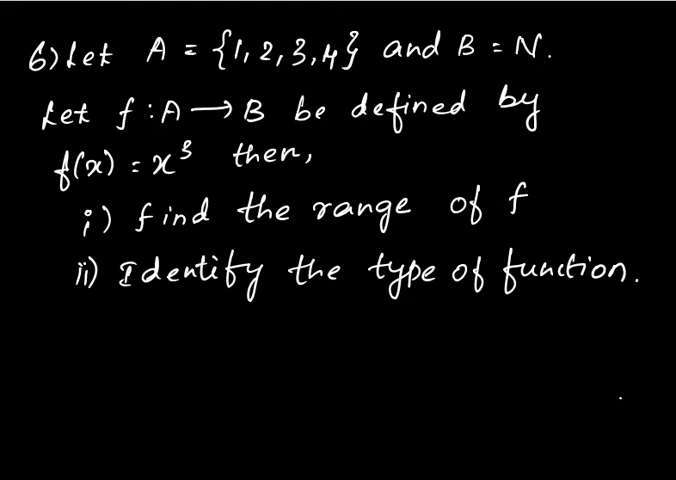 6) Let A = {1, 2, 3, 4} and B = N.
Let f : A → B be defined by
f(x) = x³ then,
i) find the range of f
ii) Identify the type of function.